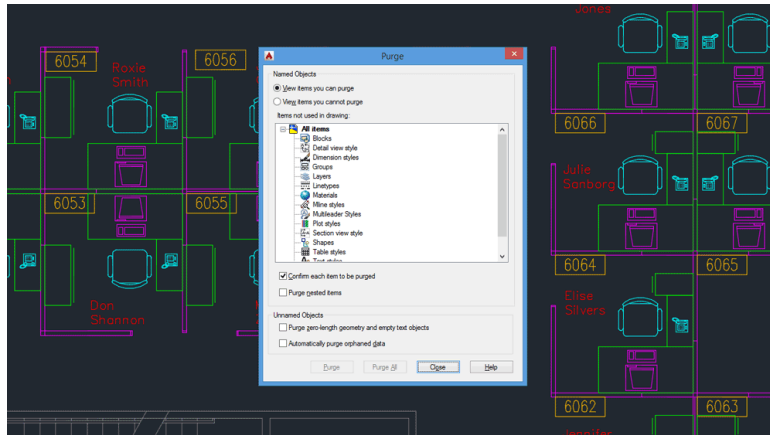 Jones
6054
6056
Roxie
Smith
Purge
Named Objects
View items you can purge
View items you cannot purge
Items not used in drawing:
All items
Blocks
Detail view style
Dimension styles
Groups
Layers
Linetypes
Materials
Mline styles
Multileader Styles
Plot styles
Section view style
Shapes
Table styles
Text styles
Confirm each item to be purged
Purge nested items
Unnamed Objects
Purge zero-length geometry and empty text objects
Automatically purge orphaned data
Purge
Purge All
Close
Help
6053
6055
Don
Shannon
6066
6067
Julie
Sanborg
6064
6065
Elise
Silvers
6062
6063
Jennifer